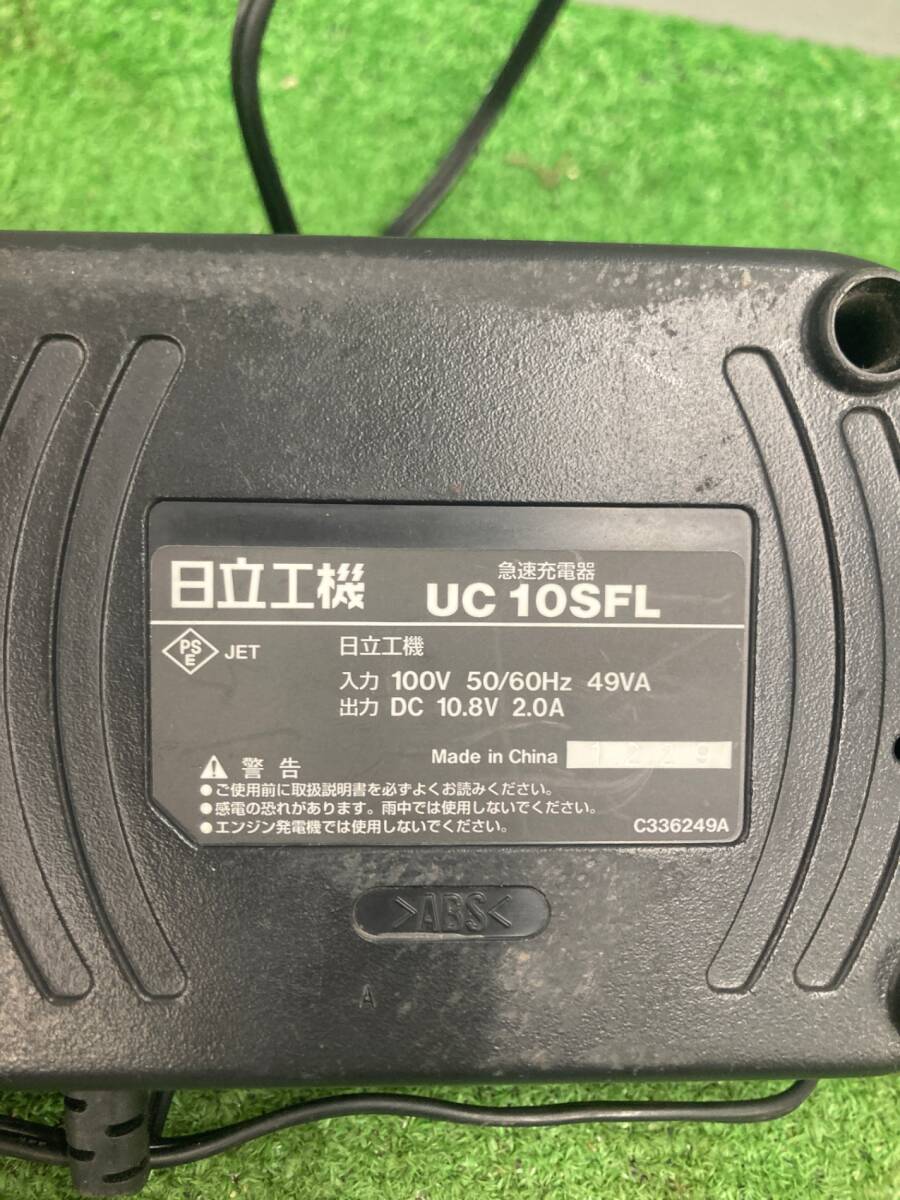 日立工機
急速充電器
UC 10SFL
PS
E
JET
日立工機
入力 100V 50/60Hz 49VA
出力 DC 10.8V 2.0A
Made in China
警告
●ご使用前に取扱説明書を必ずよくお読みください。
●感電の恐れがあります。雨中では使用しないでください。
●エンジン発電機では使用しないでください。
C336249A
>ABS<
A